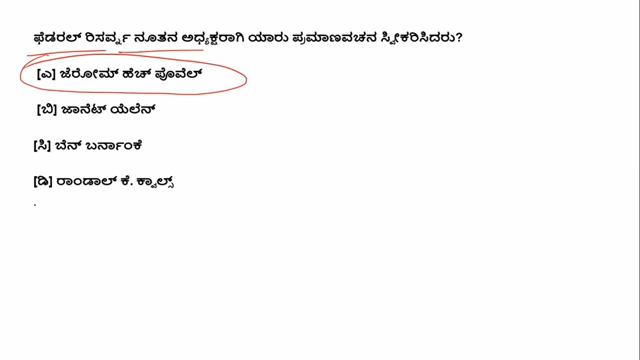 ಫೆಡರಲ್ ರಿಸರ್ವ್ನ ನೂತನ ಅಧ್ಯಕ್ಷರಾಗಿ ಯಾರು ಪ್ರಮಾಣವಚನ ಸ್ವೀಕರಿಸಿದರು?
[ಎ] ಜೆರೋಮ್ ಹೆಚ್ ಪೊವೆಲ್
[ಬಿ] ಜಾನೆಟ್ ಯೆಲೆನ್
[ಸಿ] ಬೆನ್ ಬರ್ನಾಂಕೆ
[ಡಿ] ರಾಂಡಾಲ್ ಕೆ. ಕ್ವಾಲ್ಸ್
.